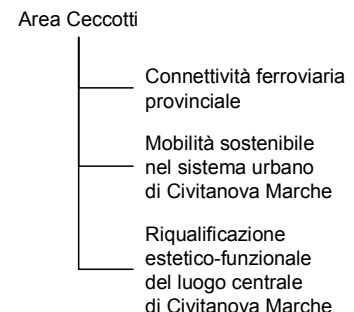 Area Ceccotti
Connettività ferroviaria
provinciale
Mobilità sostenibile
nel sistema urbano
di Civitanova Marche
Riqualificazione
estetico-funzionale
del luogo centrale
di Civitanova Marche